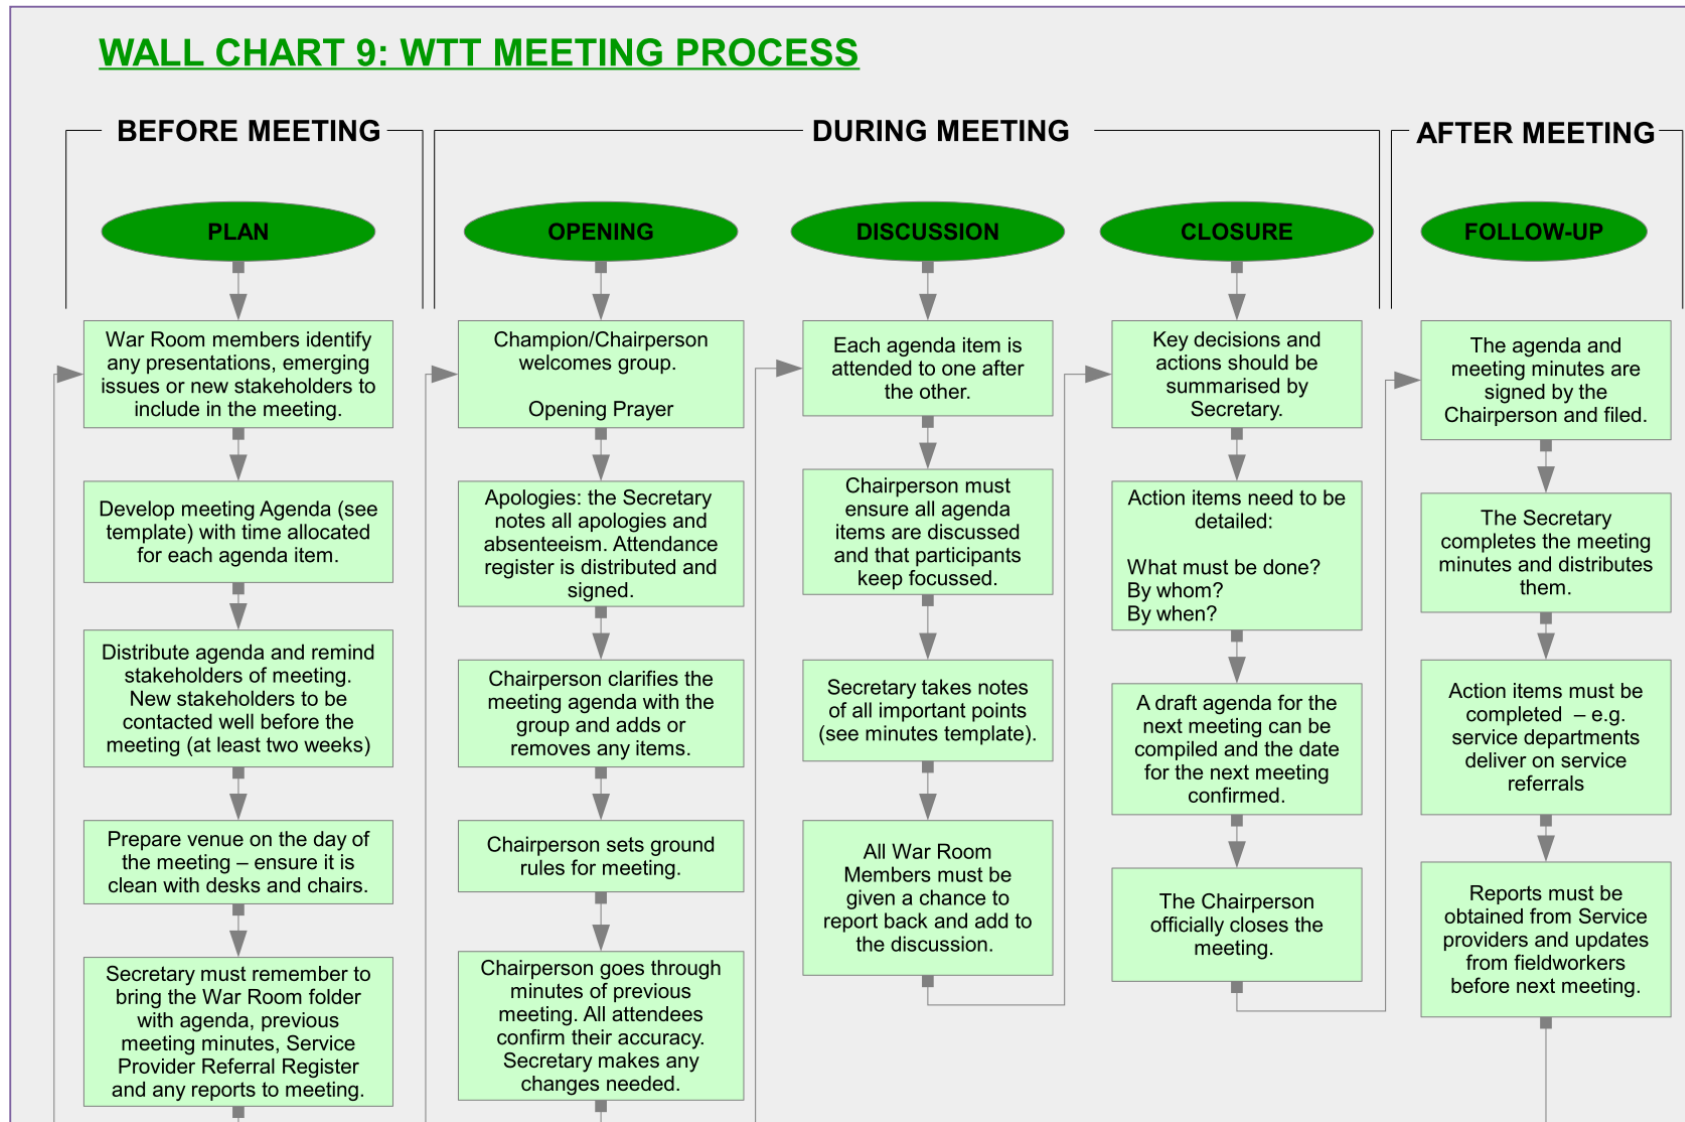 WALL CHART 9: WTT MEETING PROCESS
BEFORE MEETING
PLAN
War Room members identify
any presentations, emerging
issues or new stakeholders to
include in the meeting.
Develop meeting Agenda (see
template) with time allocated
for each agenda item.
Distribute agenda and remind
stakeholders of meeting.
New stakeholders to be
contacted well before the
meeting (at least two weeks)
Prepare venue on the day of
the meeting – ensure it is
clean with desks and chairs.
Secretary must remember to
bring the War Room folder
with agenda, previous
meeting minutes, Service
Provider Referral Register
and any reports to meeting.
DURING MEETING
OPENING
Champion/Chairperson
welcomes group.
Opening Prayer
Apologies: the Secretary
notes all apologies and
absenteeism. Attendance
register is distributed and
signed.
Chairperson clarifies the
meeting agenda with the
group and adds or
removes any items.
Chairperson sets ground
rules for meeting.
Chairperson goes through
minutes of previous
meeting. All attendees
confirm their accuracy.
Secretary makes any
changes needed.
DISCUSSION
Each agenda item is
attended to one after
the other.
Chairperson must
ensure all agenda
items are discussed
and that participants
keep focussed.
Secretary takes notes
of all important points
(see minutes template).
All War Room
Members must be
given a chance to
report back and add to
the discussion.
CLOSURE
Key decisions and
actions should be
summarised by
Secretary.
Action items need to be
detailed:
What must be done?
By whom?
By when?
A draft agenda for the
next meeting can be
compiled and the date
for the next meeting
confirmed.
The Chairperson
officially closes the
meeting.
AFTER MEETING
FOLLOW-UP
The agenda and
meeting minutes are
signed by the
Chairperson and filed.
The Secretary
completes the meeting
minutes and distributes
them.
Action items must be
completed – e.g.
service departments
deliver on service
referrals
Reports must be
obtained from Service
providers and updates
from fieldworkers
before next meeting.